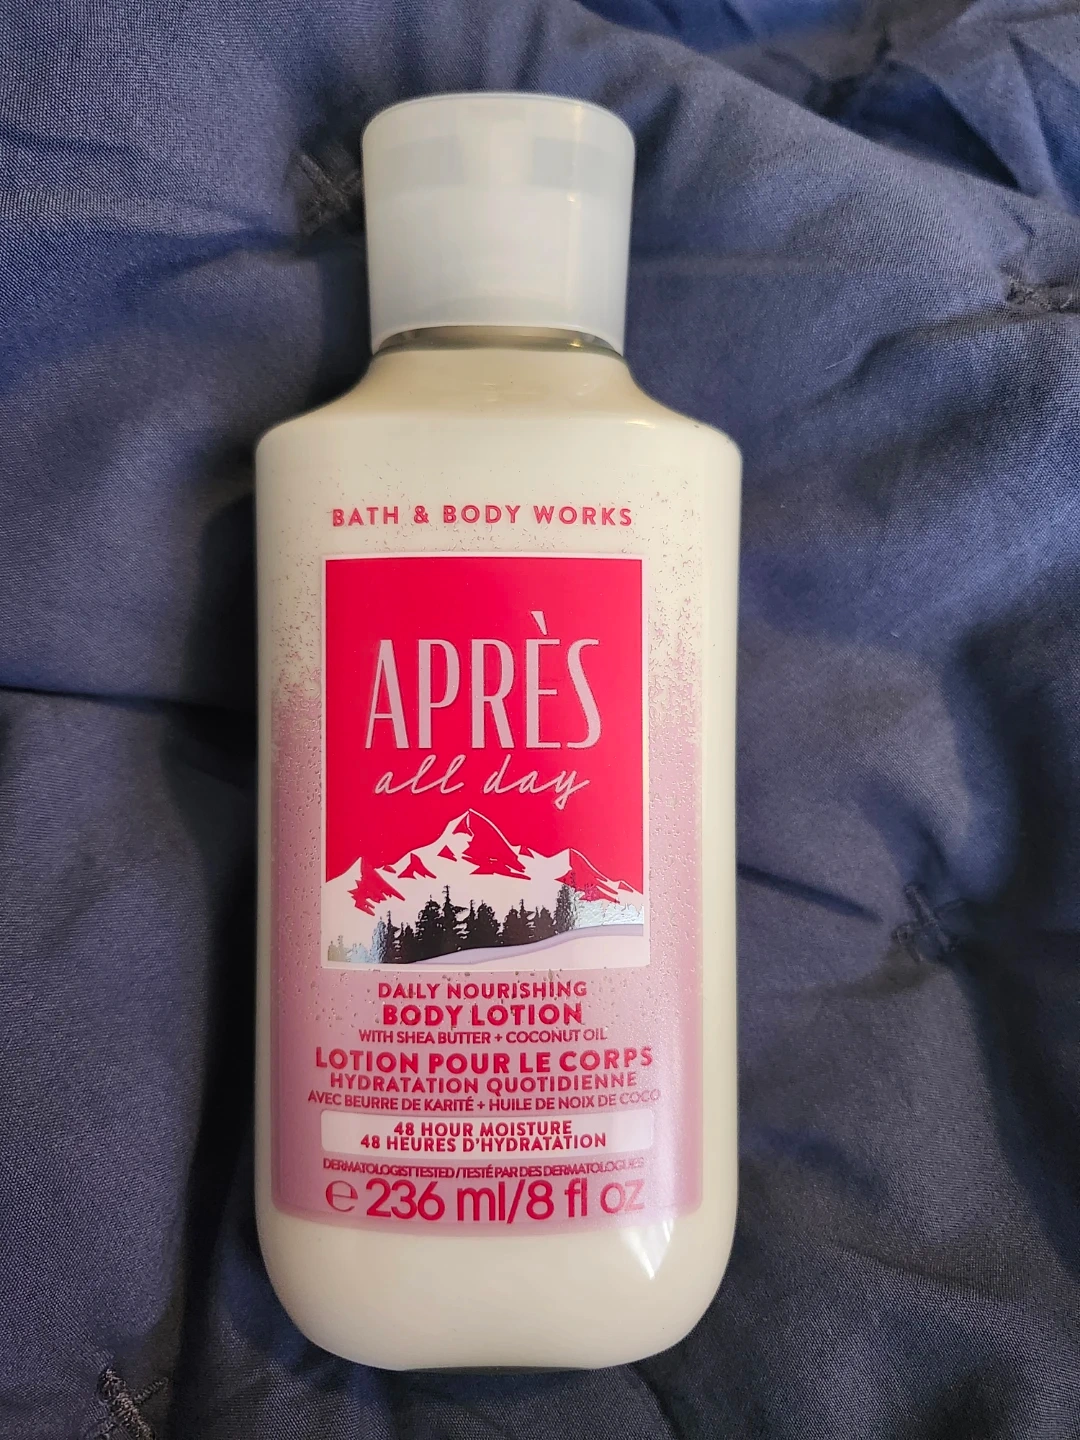 BATH & BODY WORKS
APRÈS
all day
DAILY NOURISHING
BODY LOTION
WITH SHEA BUTTER + COCONUT OIL
LOTION POUR LE CORPS
HYDRATATION QUOTIDIENNE
AVEC BEURRE DE KARITÉ + HUILE DE NOIX DE COCO
48 HOUR MOISTURE
48 HEURES D'HYDRATATION
DERMATOLOGIST TESTED / TESTÉ PAR DES DERMATOLOGUES
℮ 236 ml/8 fl oz